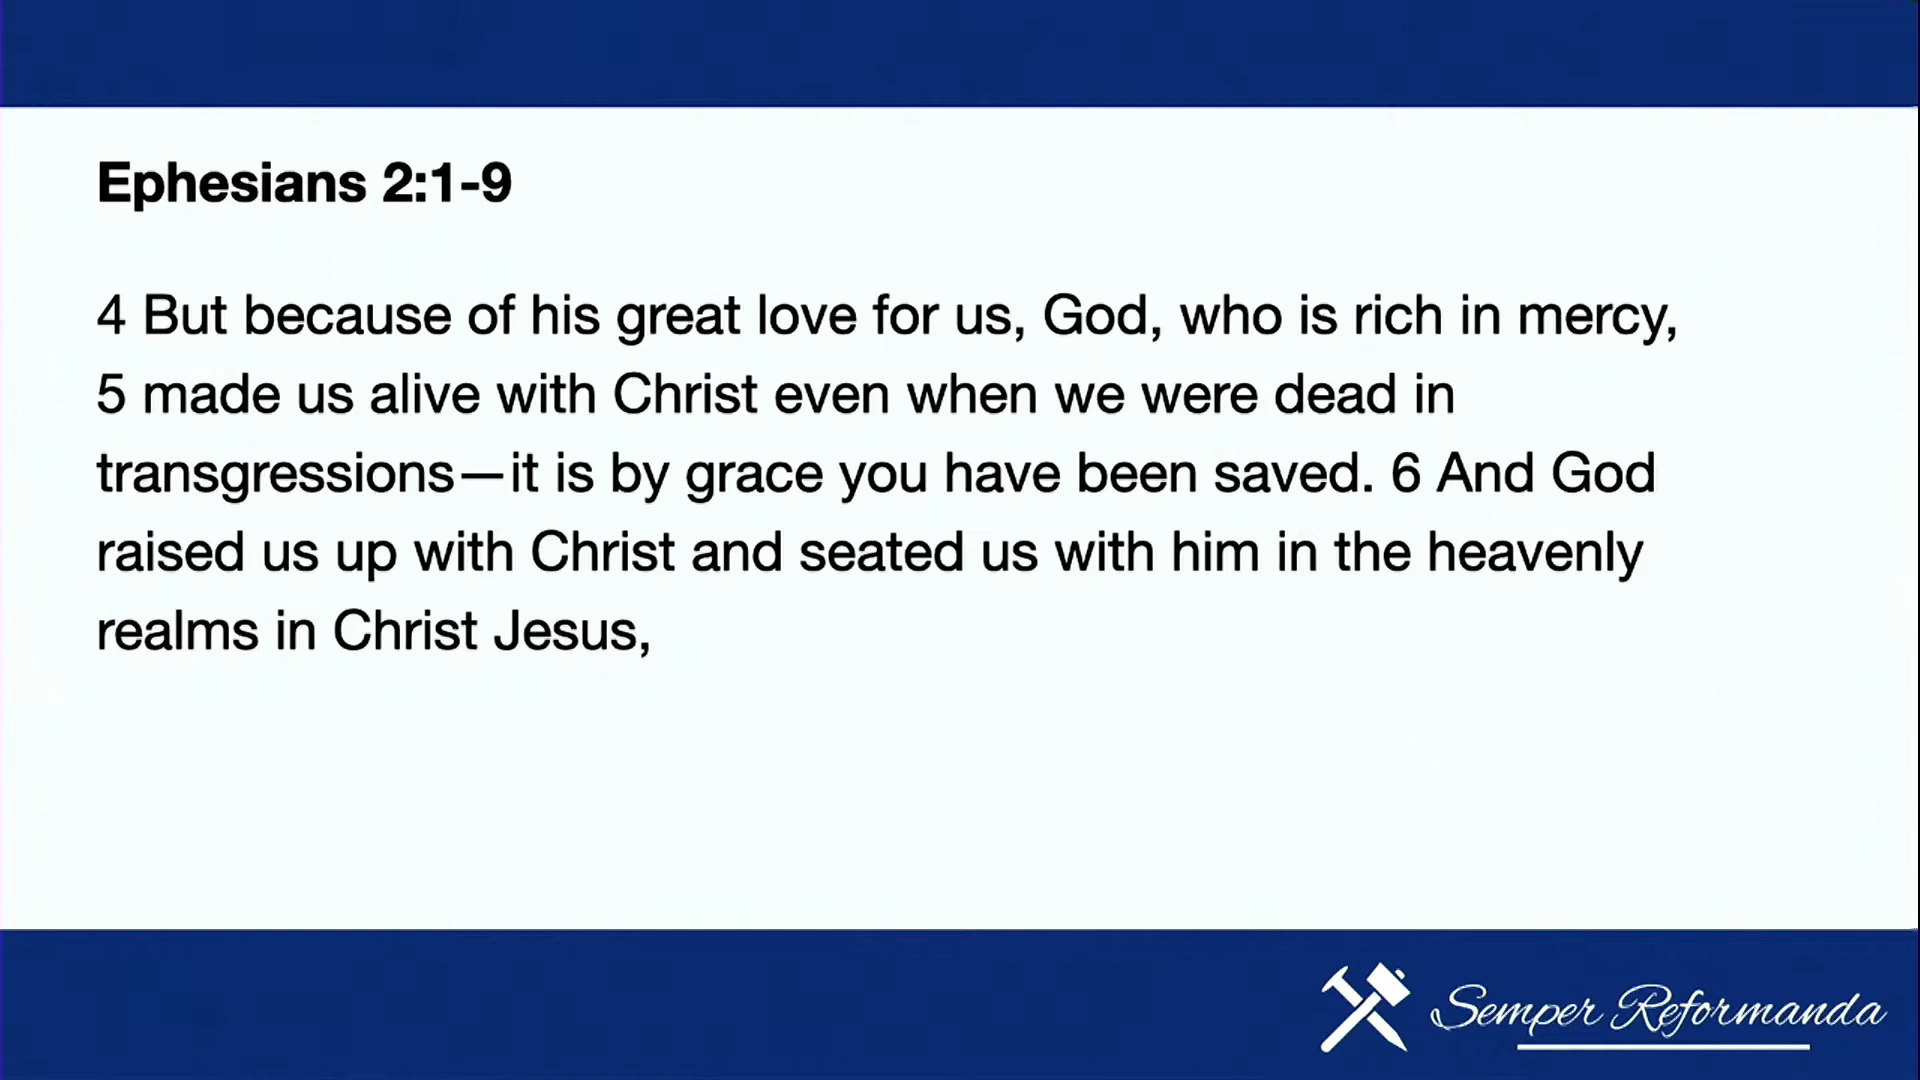 Ephesians 2:1-9
4 But because of his great love for us, God, who is rich in mercy,
5 made us alive with Christ even when we were dead in
transgressions—it is by grace you have been saved. 6 And God
raised us up with Christ and seated us with him in the heavenly
realms in Christ Jesus,
Semper Reformanda